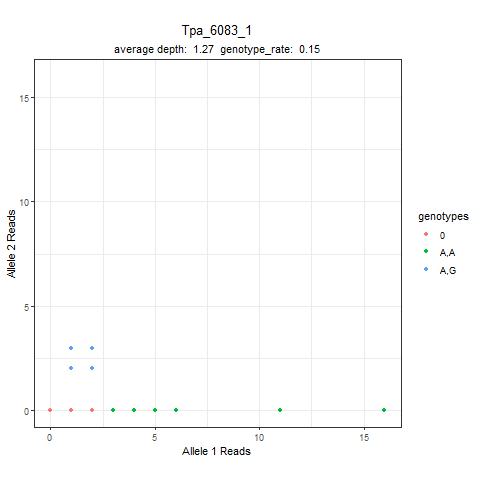 Tpa_6083_1
average depth:  1.27  genotype_rate:  0.15
15
10
5
0
Allele 2 Reads
0
5
10
15
Allele 1 Reads
genotypes
0
A,A
A,G